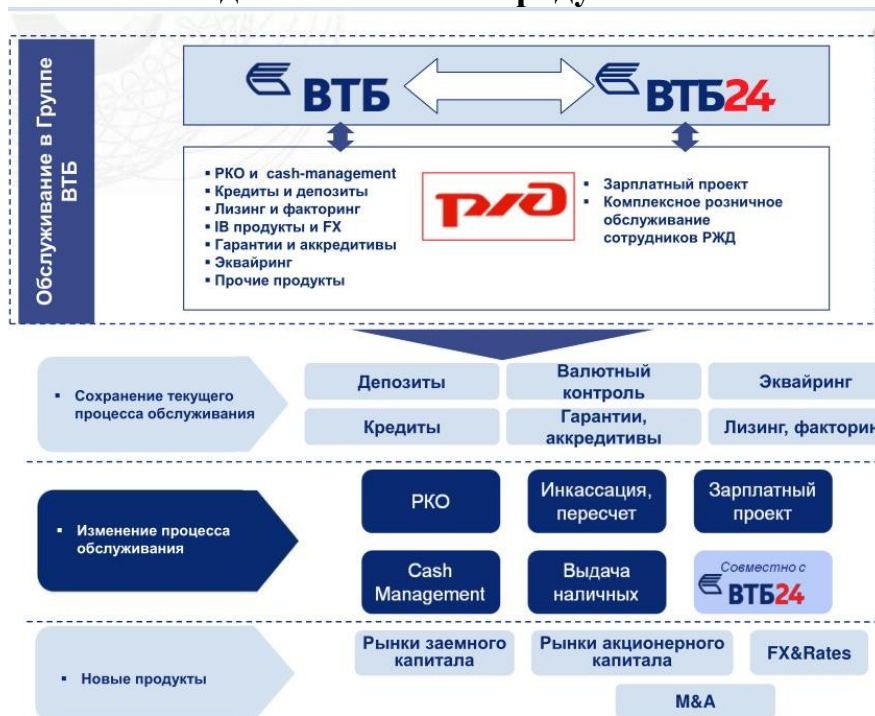 Обслуживание в Группе
ВТБ
ВТБ
ВТБ24
▪ РКО и cash-management
▪ Кредиты и депозиты
▪ Лизинг и факторинг
▪ IB продукты и FX
▪ Гарантии и аккредитивы
▪ Эквайринг
▪ Прочие продукты
ржд
▪ Зарплатный проект
▪ Комплексное розничное
обслуживание
сотрудников РЖД
▪ Сохранение текущего
процесса обслуживания
Депозиты
Валютный
контроль
Эквайринг
Кредиты
Гарантии,
аккредитивы
Лизинг, факторин
▪ Изменение процесса
обслуживания
РКО
Инкассация,
пересчет
Зарплатный
проект
Cash
Management
Выдача
наличных
Совместно с
ВТБ24
▪ Новые продукты
Рынки заемного
капитала
Рынки акционерного
капитала
FX&Rates
M&A